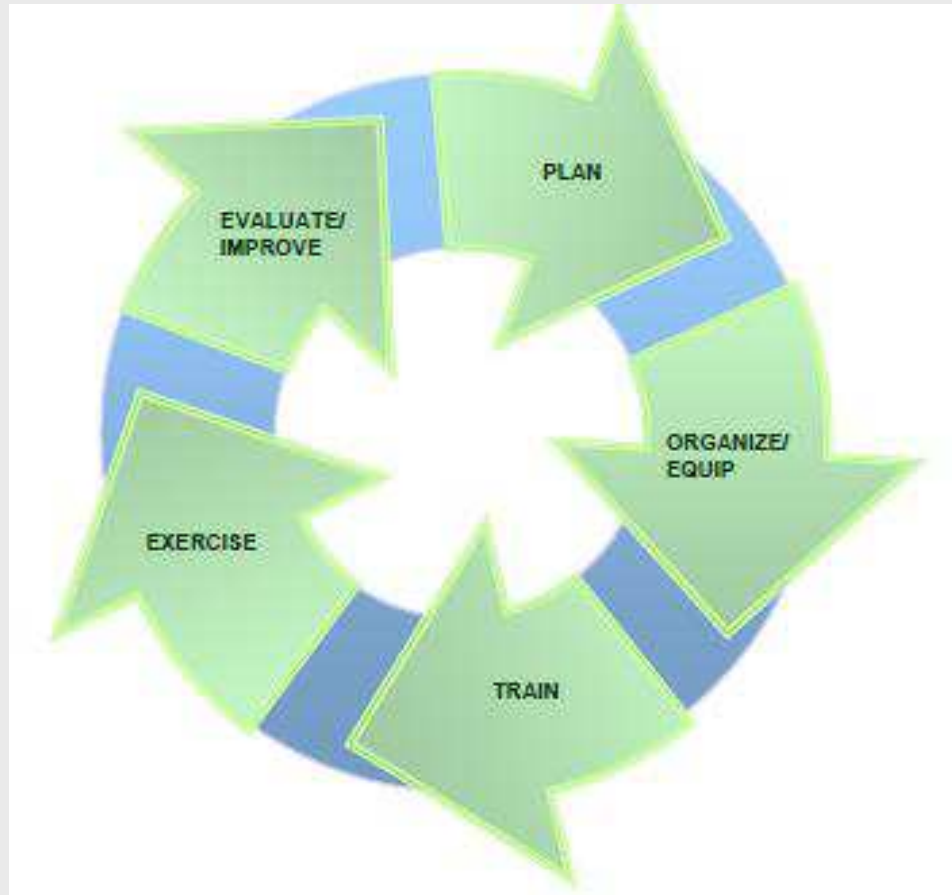 PLAN
ORGANIZE/
EQUIP
TRAIN
EXERCISE
EVALUATE/
IMPROVE